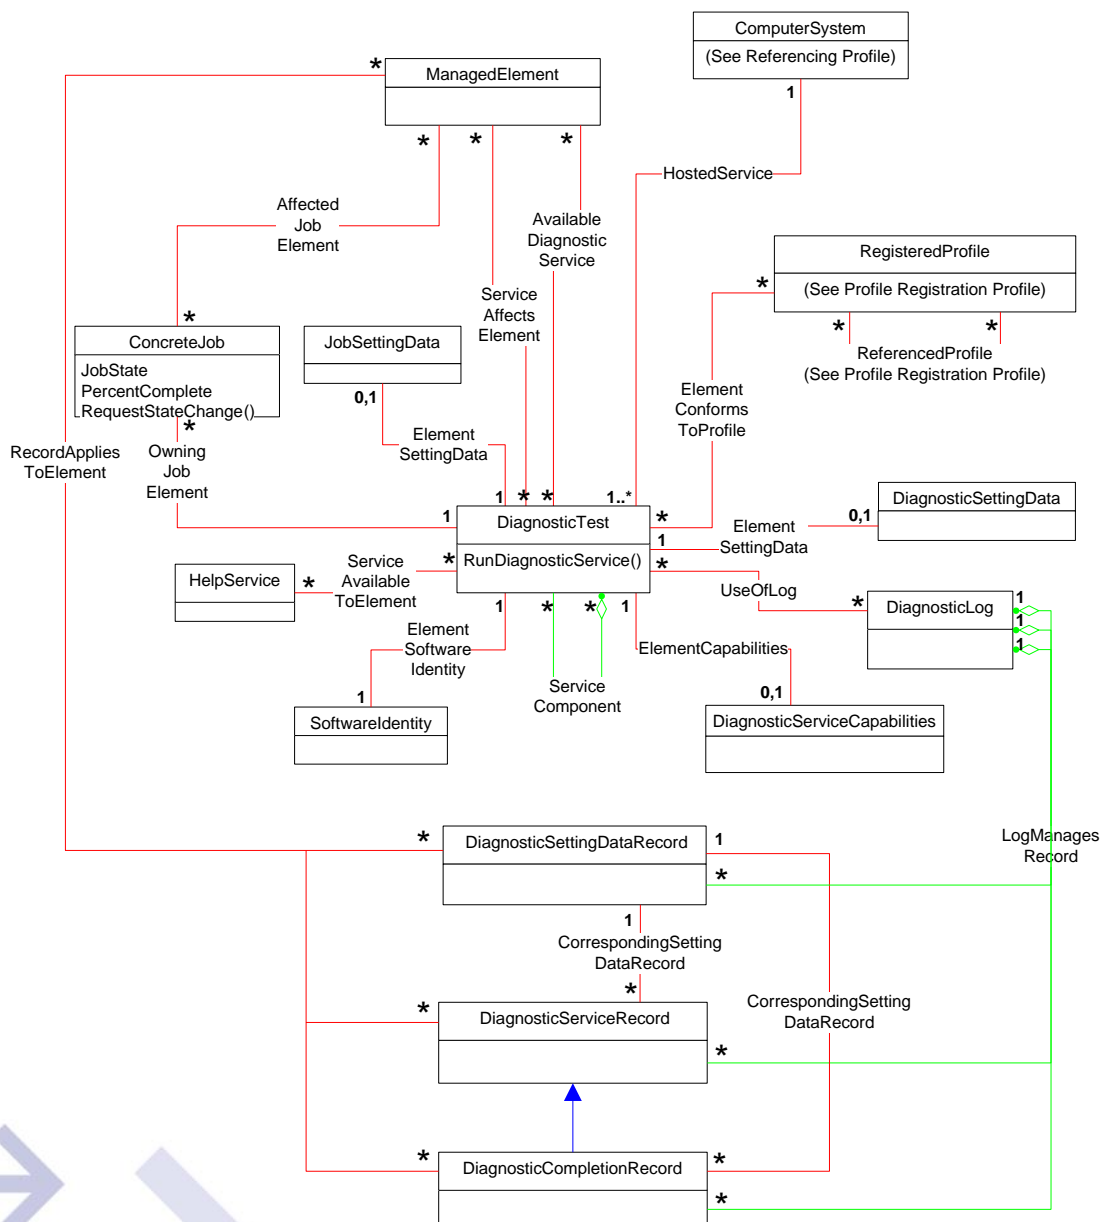 ComputerSystem
(See Referencing Profile)
1
*
ManagedElement
*
*
*
HostedService
Affected
Job
Element
Available
Diagnostic
Service
RegisteredProfile
(See Profile Registration Profile)
*
*
*
ReferencedProfile
(See Profile Registration Profile)
Service
Affects
Element
*
ConcreteJob
JobState
PercentComplete
RequestStateChange()
*
JobSettingData
0,1
Element
Conforms
ToProfile
Element
SettingData
RecordApplies
ToElement
Owning
Job
Element
1
*
*
1..*
1
DiagnosticTest
RunDiagnosticService()
*
1
*
Element
SettingData
0,1
DiagnosticSettingData
HelpService
*
Service
Available
ToElement
*
UseOfLog
*
DiagnosticLog
1
1
1
1
*
*
1
Element
Software
Identity
ElementCapabilities
1
Service
Component
0,1
SoftwareIdentity
DiagnosticServiceCapabilities
LogManages
Record
*
DiagnosticSettingDataRecord
1
*
1
CorrespondingSetting
DataRecord
*
*
DiagnosticServiceRecord
CorrespondingSetting
DataRecord
*
*
DiagnosticCompletionRecord
*
*